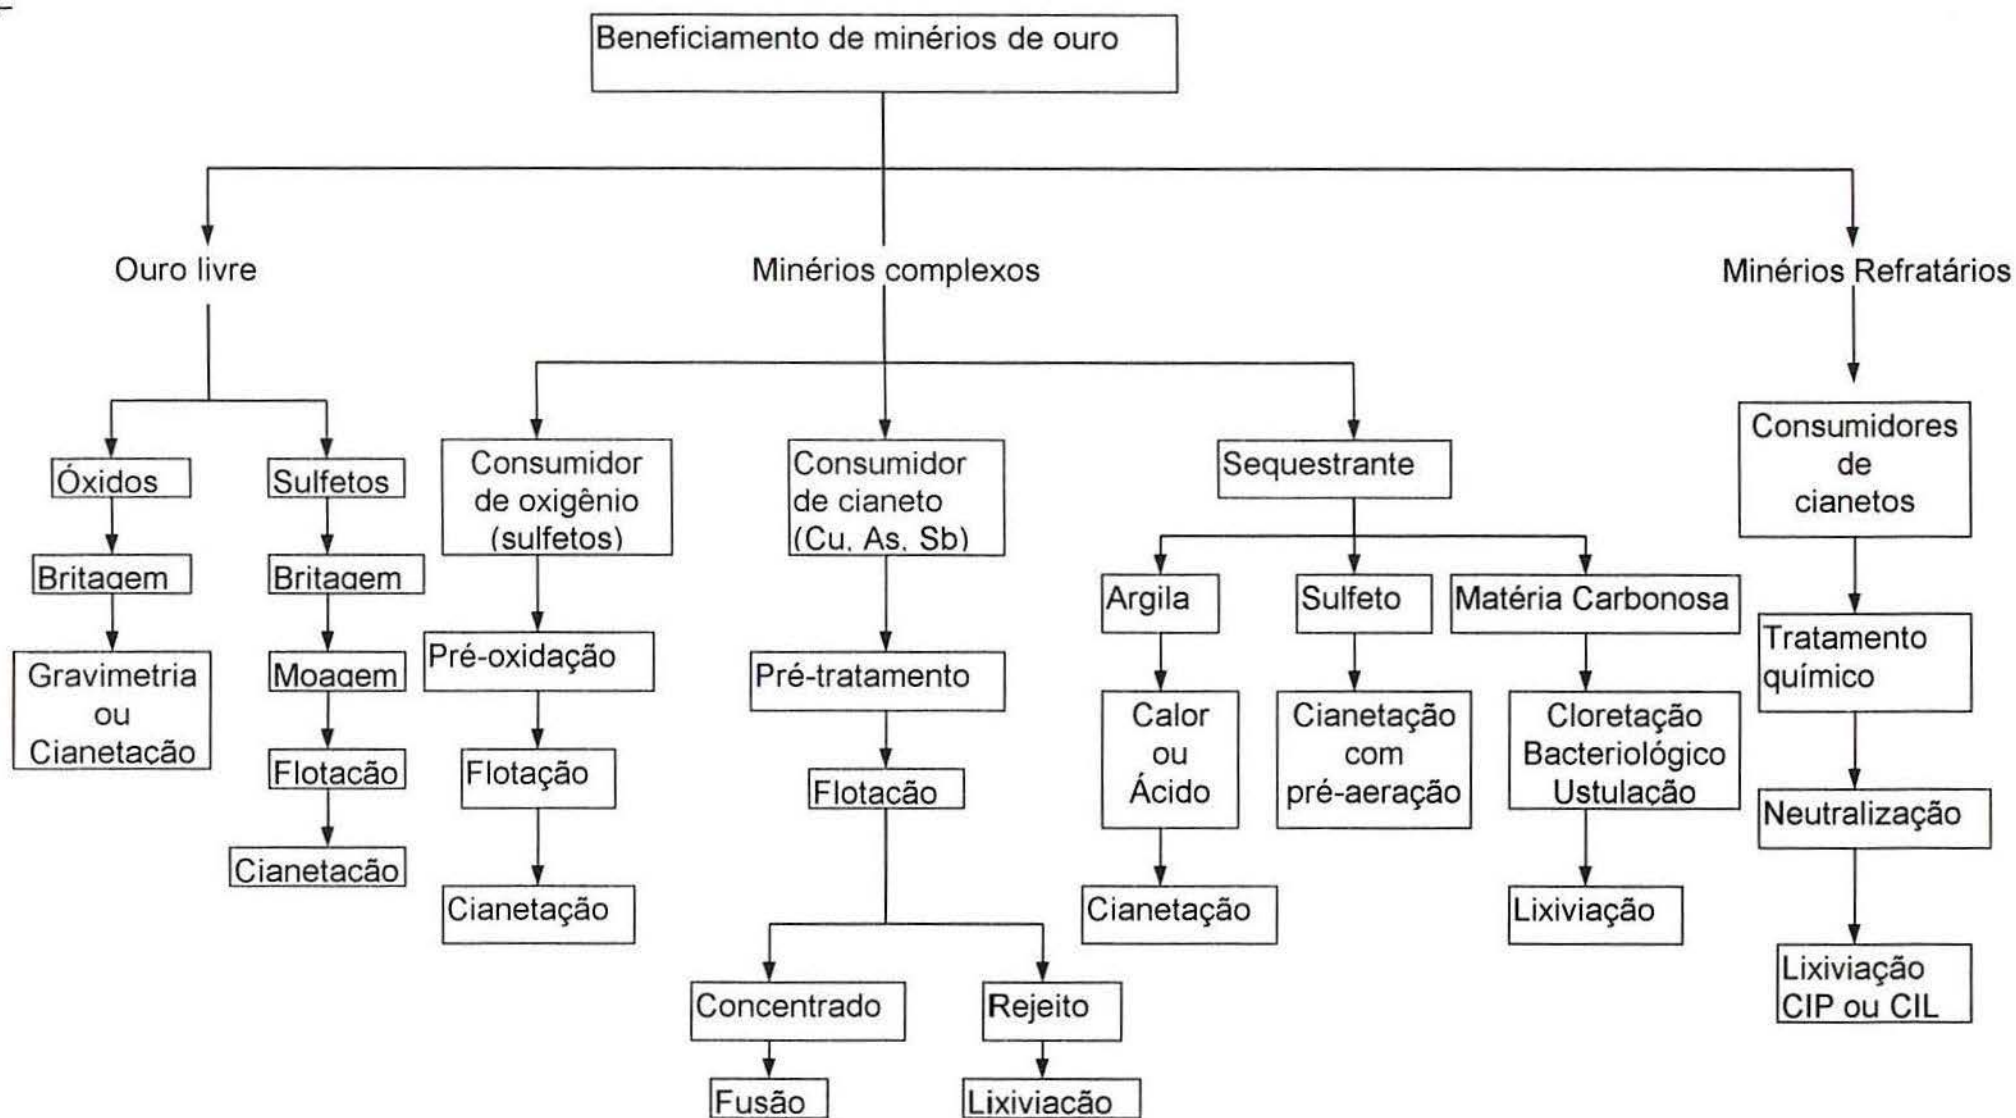 Beneficiamento de minérios de ouro
Ouro livre
Minérios complexos
Minérios Refratários
Óxidos
Britagem
Gravimetria
ou
Cianetação
Sulfetos
Britagem
Moagem
Flotação
Cianetação
Consumidor
de oxigênio
(sulfetos)
Pré-oxidação
Flotação
Cianetação
Consumidor
de cianeto
(Cu, As, Sb)
Pré-tratamento
Flotação
Concentrado
Fusão
Rejeito
Lixiviação
Sequestrante
Argila
Calor
ou
Ácido
Cianetação
Sulfeto
Cianetação
com
pré-aeração
Matéria Carbonosa
Cloretação
Bacteriológico
Ustulação
Lixiviação
Consumidores
de
cianetos
Tratamento
químico
Neutralização
Lixiviação
CIP ou CIL